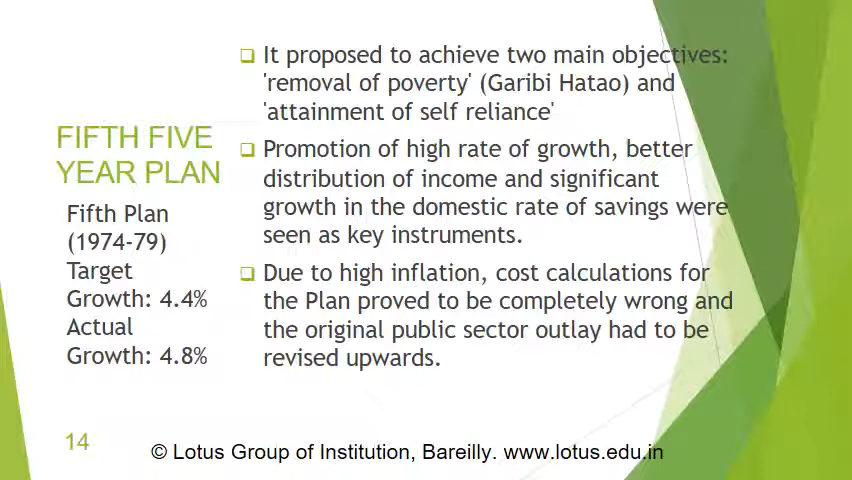 FIFTH FIVE
YEAR PLAN
Fifth Plan
(1974-79)
Target
Growth: 4.4%
Actual
Growth: 4.8%
It proposed to achieve two main objectives:
'removal of poverty' (Garibi Hatao) and
'attainment of self reliance'
Promotion of high rate of growth, better
distribution of income and significant
growth in the domestic rate of savings were
seen as key instruments.
Due to high inflation, cost calculations for
the Plan proved to be completely wrong and
the original public sector outlay had to be
revised upwards.
14
© Lotus Group of Institution, Bareilly. www.lotus.edu.in